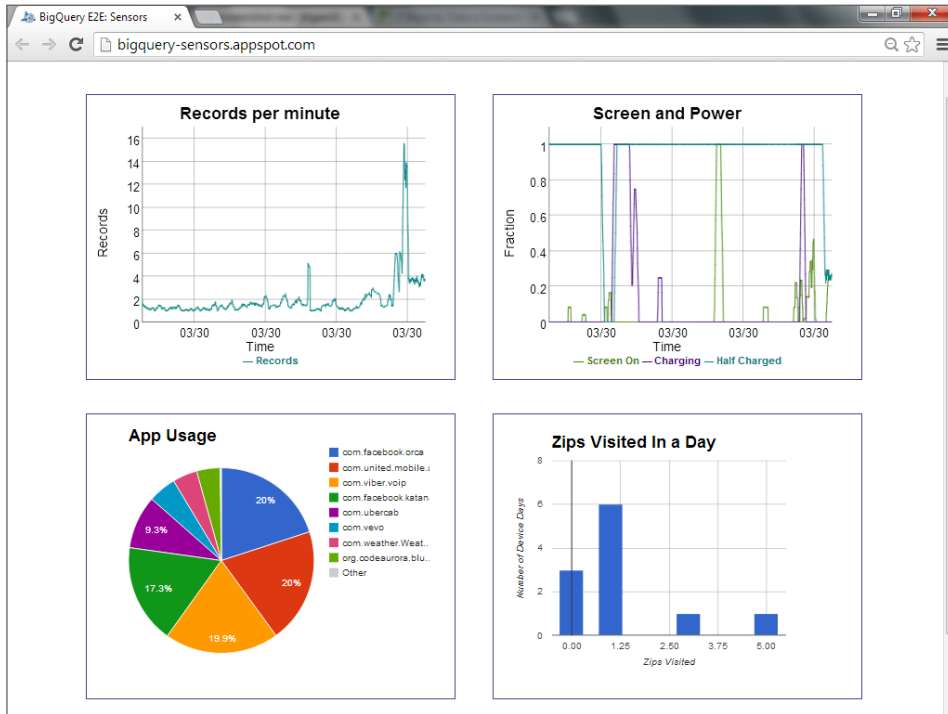 BigQuery E2E: Sensors
bigquery-sensors.appspot.com
Records per minute
16
14
12
10
8
6
4
2
0
Records
03/30 03/30 03/30 03/30
Time
Records
Screen and Power
1
0.8
0.6
0.4
0.2
0
Fraction
03/30 03/30 03/30 03/30
Time
Screen On Charging Half Charged
App Usage
20%
20%
19.9%
17.3%
9.3%
com.facebook.orca
com.united.mobile.
com.viber.voip
com.facebook.katan
com.ubercab
com.vevo
com.weather.Weat...
org.codeaurora.blu...
Other
Zips Visited In a Day
8
6
4
2
0
Number of Device Days
0.00 1.25 2.50 3.75 5.00
Zips Visited